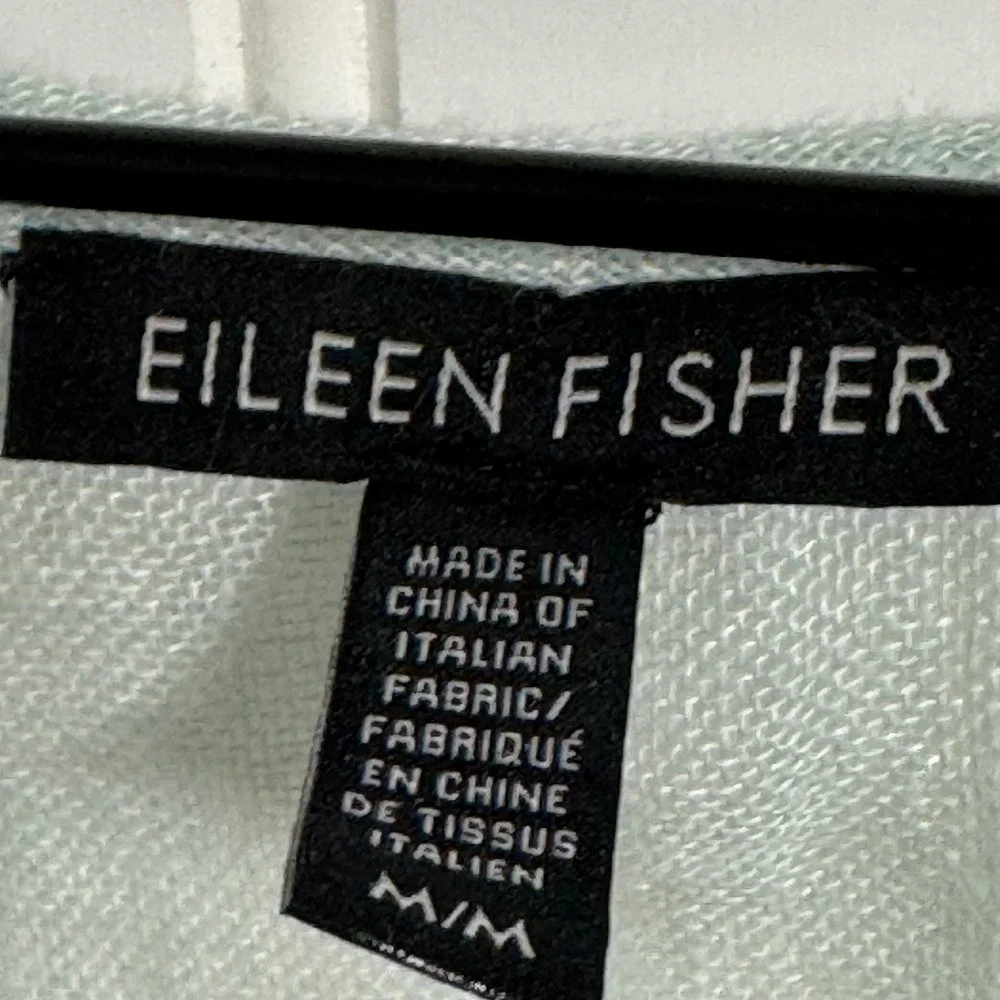 EILEEN FISHER
MADE IN
CHINA OF
ITALIAN
FABRIC/
FABRIQUÉ
EN CHINE
DE TISSUS
ITALIEN
M/M